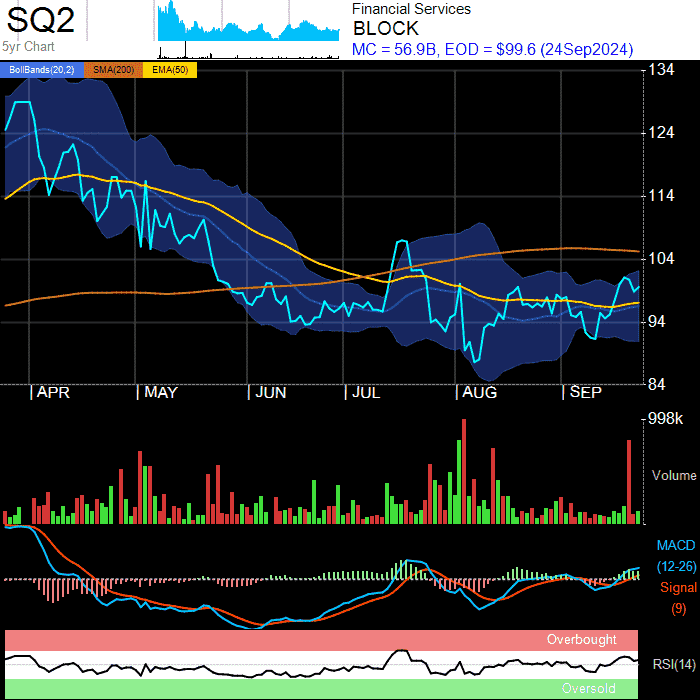 SQ2
5yr Chart
Financial Services
BLOCK
MC = 56.9B, EOD = $99.6 (24Sep2024)
BollBands(20,2) SMA(200) EMA(50)
134
124
114
104
94
84
APR MAY JUN JUL AUG SEP
998k
Volume
MACD
(12-26)
Signal
(9)
Overbought
RSI(14)
Oversold